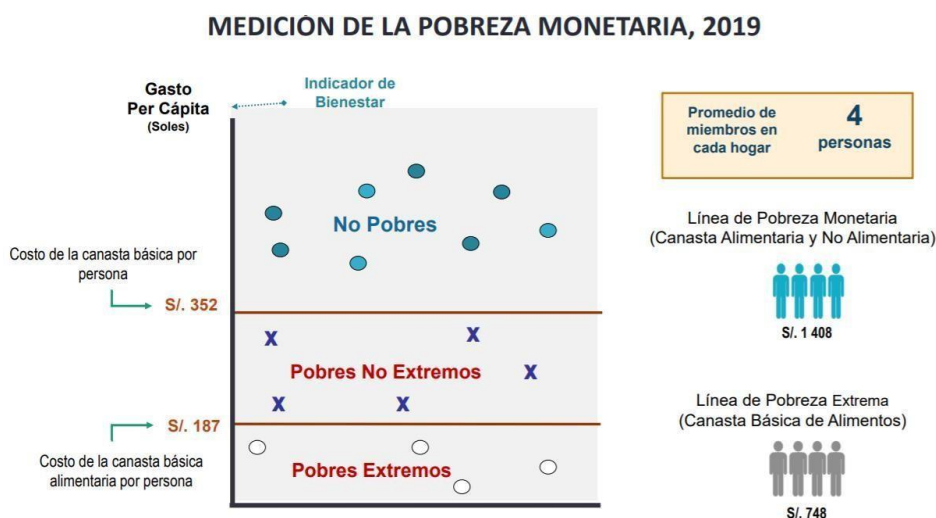 MEDICIÓN DE LA POBREZA MONETARIA, 2019
Gasto
Per Cápita
(Soles)
Indicador de
Bienestar
No Pobres
Costo de la canasta básica por
persona
S/. 352
X
X
Pobres No Extremos
X
X
X
S/. 187
Costo de la canasta básica
alimentaria por persona
Pobres Extremos
Promedio de
miembros en
cada hogar
4
personas
Línea de Pobreza Monetaria
(Canasta Alimentaria y No Alimentaria)
S/. 1 408
Línea de Pobreza Extrema
(Canasta Básica de Alimentos)
S/. 748